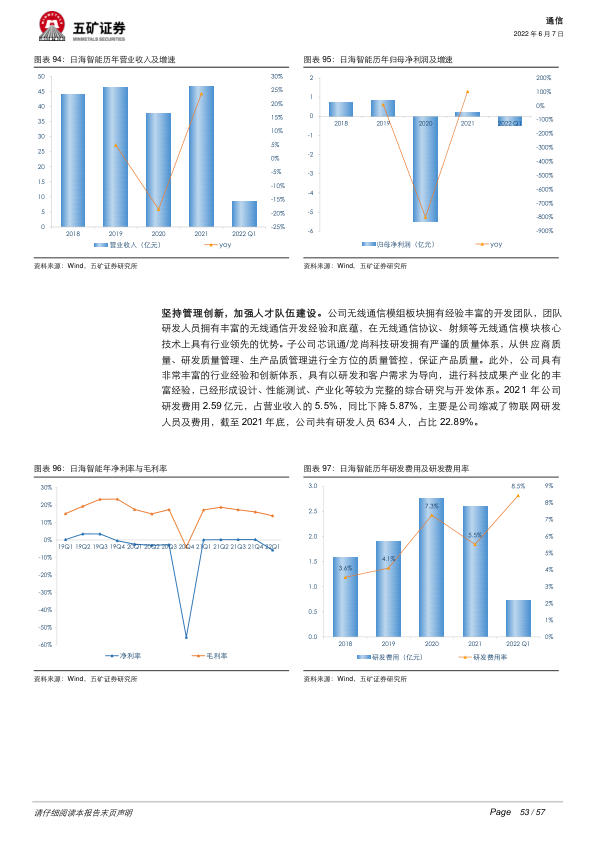 五矿证券
MINMETALS SECURITIES
通信
2022 年 6 月 7 日
图表 94：日海智能历年营业收入及增速
50
45
40
35
30
25
20
15
10
5
0
30%
25%
20%
15%
10%
5%
0%
-5%
-10%
-15%
-20%
-25%
2018 2019 2020 2021 2022 Q1
营业收入（亿元） yoy
资料来源：Wind，五矿证券研究所
图表 95：日海智能历年归母净利润及增速
2
1
0
-1
-2
-3
-4
-5
-6
200%
100%
0%
-100%
-200%
-300%
-400%
-500%
-600%
-700%
-800%
-900%
2018 2019 2020 2021 2022 Q1
归母净利润（亿元） yoy
资料来源：Wind，五矿证券研究所
坚持管理创新，加强人才队伍建设。公司无线通信模组板块拥有经验丰富的开发团队，团队
研发人员拥有丰富的无线通信开发经验和底蕴，在无线通信协议、射频等无线通信模块核心
技术上具有行业领先的优势。子公司芯讯通/龙尚科技研发拥有严谨的质量体系，从供应商质
量、研发质量管理、生产品质管理进行全方位的质量管控，保证产品质量。此外，公司具有
非常丰富的行业经验和创新体系，具有以研发和客户需求为导向，进行科技成果产业化的丰
富经验，已经形成设计、性能测试、产业化等较为完整的综合研究与开发体系。2021 年公司
研发费用 2.59 亿元，占营业收入的 5.5%，同比下降 5.87%，主要是公司缩减了物联网研发
人员及费用，截至 2021 年底，公司共有研发人员 634 人，占比 22.89%。
图表 96：日海智能年净利率与毛利率
30%
20%
10%
0%
-10%
-20%
-30%
-40%
-50%
-60%
19Q1 19Q2 19Q3 19Q4 20Q1 20Q2 20Q3 20Q4 21Q1 21Q2 21Q3 21Q4 22Q1
净利率 毛利率
资料来源：Wind，五矿证券研究所
图表 97：日海智能历年研发费用及研发费用率
3.0
2.5
2.0
1.5
1.0
0.5
0.0
9%
8%
7%
6%
5%
4%
3%
2%
1%
0%
3.6% 4.1% 7.3% 5.5% 8.5%
2018 2019 2020 2021 2022 Q1
研发费用（亿元） 研发费用率
资料来源：Wind，五矿证券研究所
请仔细阅读本报告末页声明
Page 53 / 57